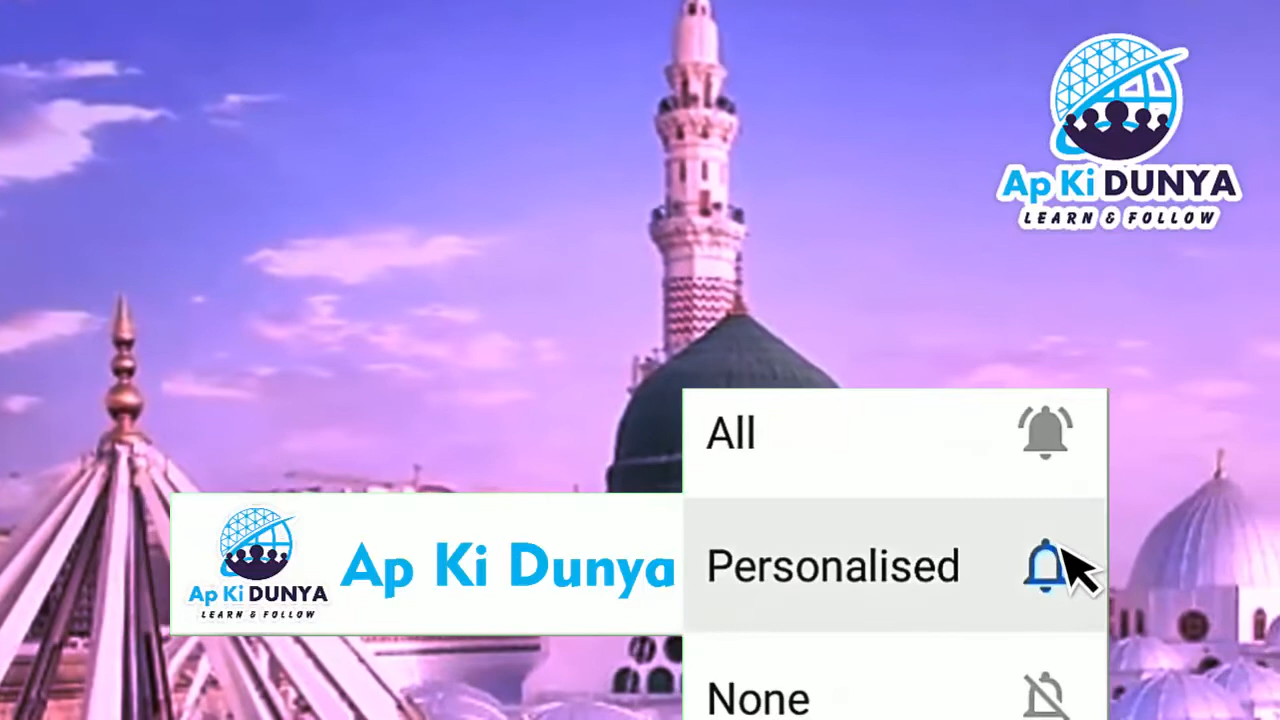 Ap Ki DUNYA
LEARN & FOLLOW
All
Personalised
None
Ap Ki DUNYA
LEARN & FOLLOW
Ap Ki Dunya